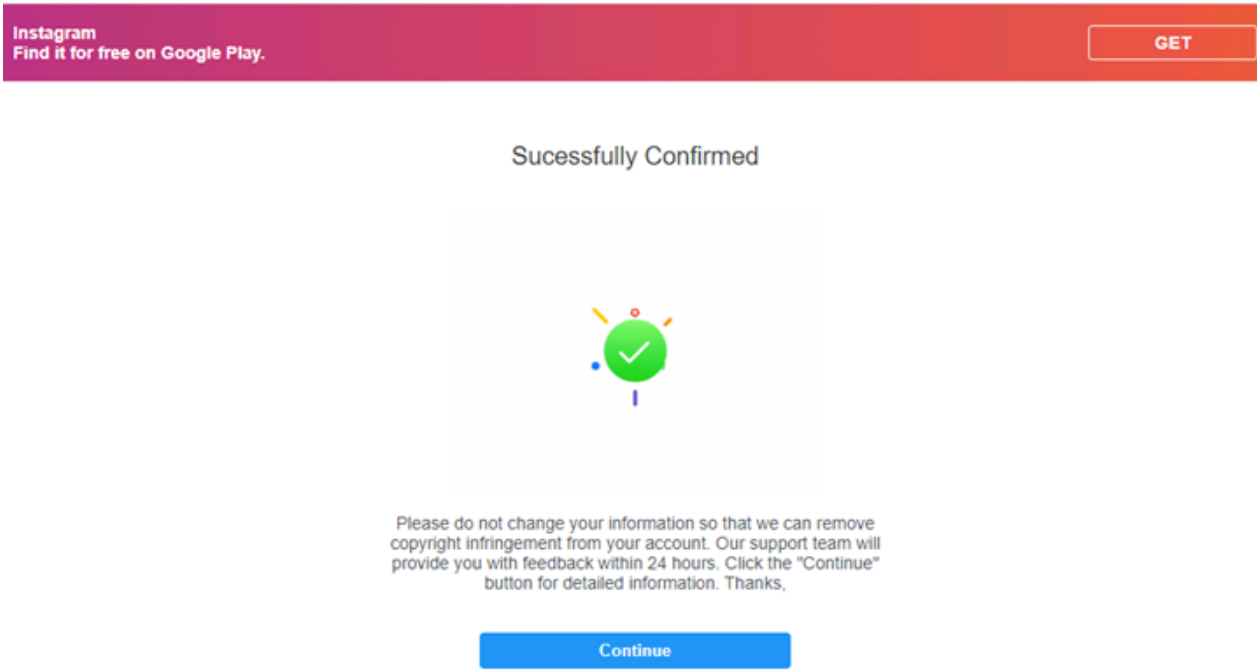 Instagram
Find it for free on Google Play.
GET
Sucessfully Confirmed
Please do not change your information so that we can remove
copyright infringement from your account. Our support team will
provide you with feedback within 24 hours. Click the "Continue"
button for detailed information. Thanks,
Continue